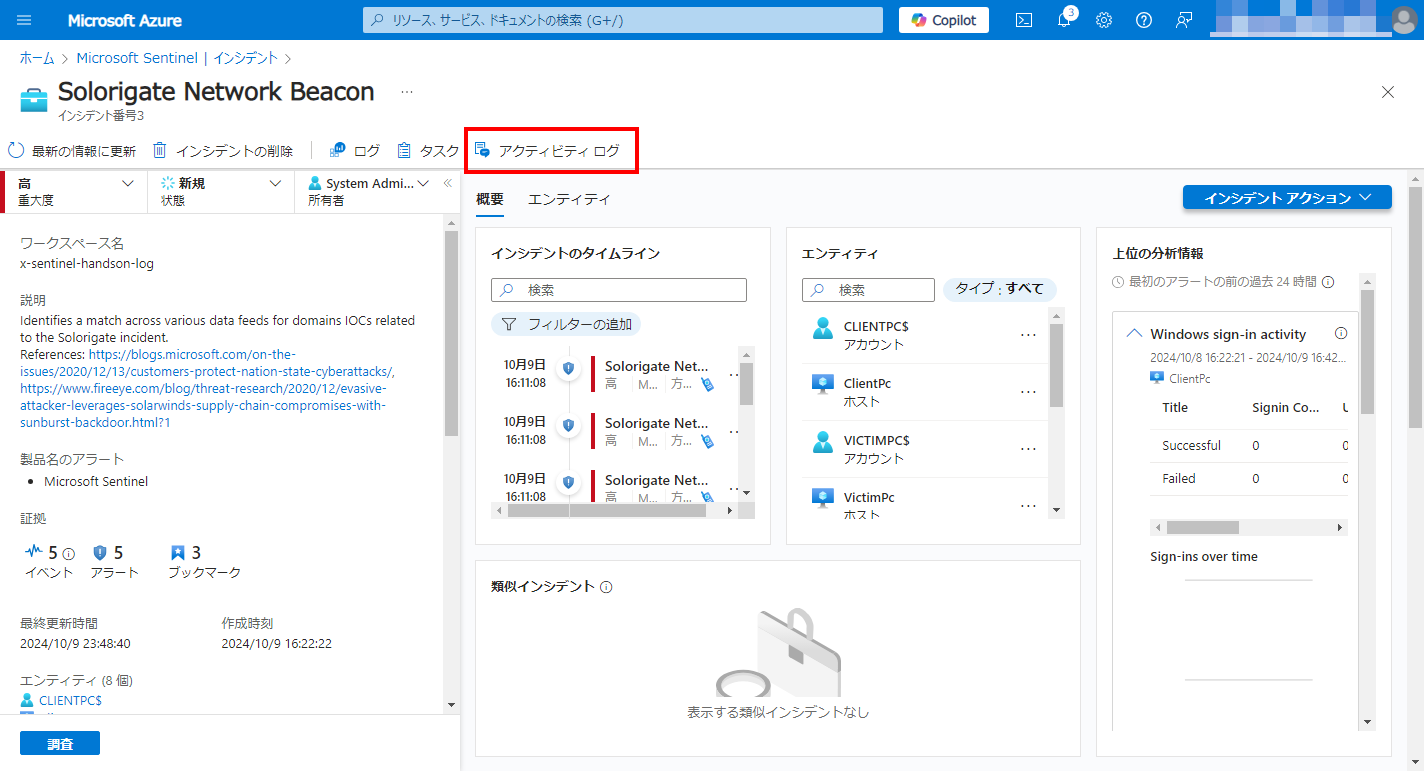 Microsoft Azure
リソース、サービス、ドキュメントの検索 (G+/)
Copilot
3
ホーム > Microsoft Sentinel | インシデント >
Solorigate Network Beacon ...
インシデント番号3
最新の情報に更新
インシデントの削除
ログ
タスク
アクティビティ ログ
高
重大度
新規
状態
System Admi...
所有者
«
ワークスペース名
x-sentinel-handson-log
説明
Identifies a match across various data feeds for domains IOCs related
to the Solorigate incident.
References: https://blogs.microsoft.com/on-the-
issues/2020/12/13/customers-protect-nation-state-cyberattacks/,
https://www.fireeye.com/blog/threat-research/2020/12/evasive-
attacker-leverages-solarwinds-supply-chain-compromises-with-
sunburst-backdoor.html?1
製品名のアラート
• Microsoft Sentinel
証拠
5
イベント
5
アラート
3
ブックマーク
最終更新時間
2024/10/9 23:48:40
作成時刻
2024/10/9 16:22:22
エンティティ (8 個)
CLIENTPC$
調査
概要
エンティティ
インシデント アクション
インシデントのタイムライン
検索
フィルターの追加
10月9日
16:11:08
Solorigate Net...
高 M... 方...
10月9日
16:11:08
Solorigate Net...
高 M... 方...
10月9日
16:11:08
Solorigate Net...
高 M... 方...
エンティティ
検索
タイプ : すべて
CLIENTPC$
アカウント
...
ClientPc
ホスト
...
VICTIMPC$
アカウント
...
VictimPc
ホスト
...
上位の分析情報
最初のアラートの前の過去 24 時間
Windows sign-in activity
2024/10/8 16:22:21 - 2024/10/9 16:42...
ClientPc
Title Signin Co...
Successful 0 0
Failed 0 0
Sign-ins over time
類似インシデント
表示する類似インシデントなし